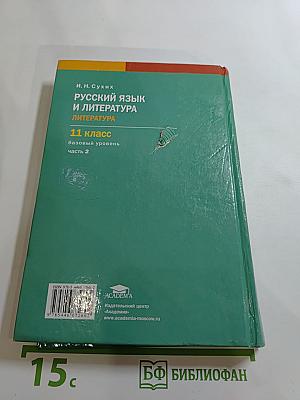 И. Н. Сухих
РУССКИЙ ЯЗЫК
И ЛИТЕРАТУРА
ЛИТЕРАТУРА
11 класс
базовый уровень
часть 2
ACADEMA
Издательский центр
«Академия»
www.academia-moscow.ru
15 с
БФ БИБЛИОФАН